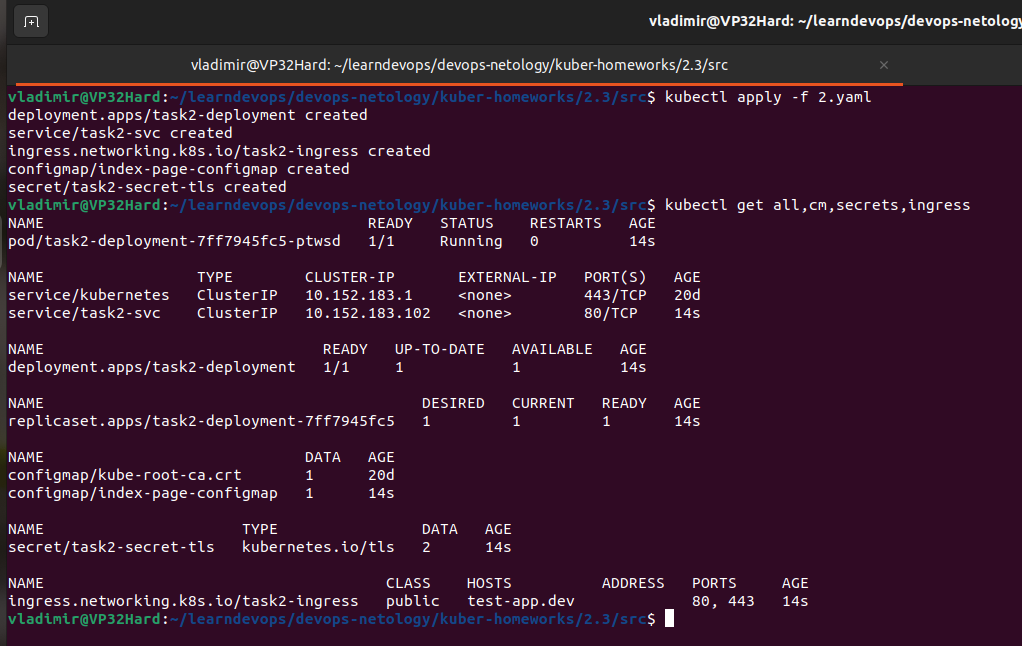 vladimir@VP32Hard: ~/learndevops/devops-netology
vladimir@VP32Hard: ~/learndevops/devops-netology/kuber-homeworks/2.3/src ×
vladimir@VP32Hard:~/learndevops/devops-netology/kuber-homeworks/2.3/src$ kubectl apply -f 2.yaml
deployment.apps/task2-deployment created
service/task2-svc created
ingress.networking.k8s.io/task2-ingress created
configmap/index-page-configmap created
secret/task2-secret-tls created
vladimir@VP32Hard:~/learndevops/devops-netology/kuber-homeworks/2.3/src$ kubectl get all,cm,secrets,ingress
NAME READY STATUS RESTARTS AGE
pod/task2-deployment-7ff7945fc5-ptwsd 1/1 Running 0 14s
NAME TYPE CLUSTER-IP EXTERNAL-IP PORT(S) AGE
service/kubernetes ClusterIP 10.152.183.1 <none> 443/TCP 20d
service/task2-svc ClusterIP 10.152.183.102 <none> 80/TCP 14s
NAME READY UP-TO-DATE AVAILABLE AGE
deployment.apps/task2-deployment 1/1 1 1 14s
NAME DESIRED CURRENT READY AGE
replicaset.apps/task2-deployment-7ff7945fc5 1 1 1 14s
NAME DATA AGE
configmap/kube-root-ca.crt 1 20d
configmap/index-page-configmap 1 14s
NAME TYPE DATA AGE
secret/task2-secret-tls kubernetes.io/tls 2 14s
NAME CLASS HOSTS ADDRESS PORTS AGE
ingress.networking.k8s.io/task2-ingress public test-app.dev 80, 443 14s
vladimir@VP32Hard:~/learndevops/devops-netology/kuber-homeworks/2.3/src$